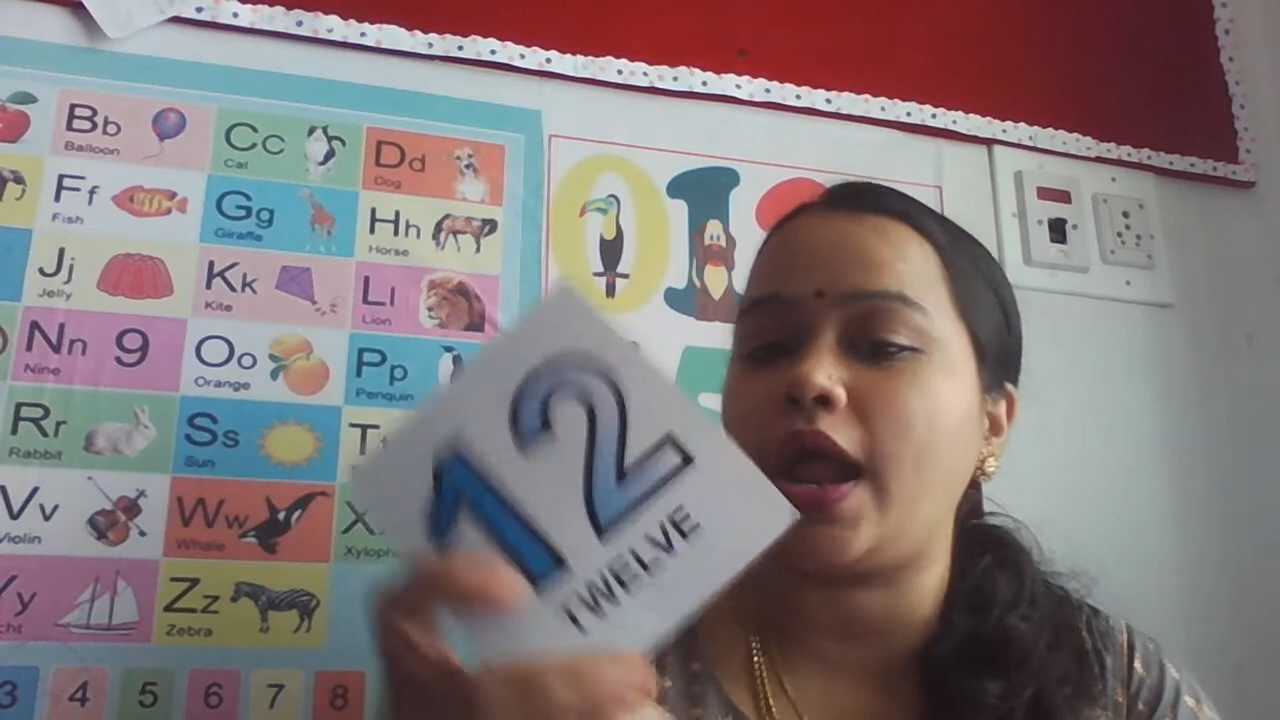 Bb
Balloon
Cc
Cat
Dd
Dog
Ff
Fish
Gg
Giraffe
Hh
Horse
Jj
Jelly
Kk
Kite
Ll
Lion
Nn 9
Nine
Oo
Orange
Pp
Penguin
Rr
Rabbit
Ss
Sun
T
Vv
Violin
Ww
Whale
X
Xyloph
y
cht
Zz
Zebra
3 4 5 6 7 8
0 1
12
TWELVE